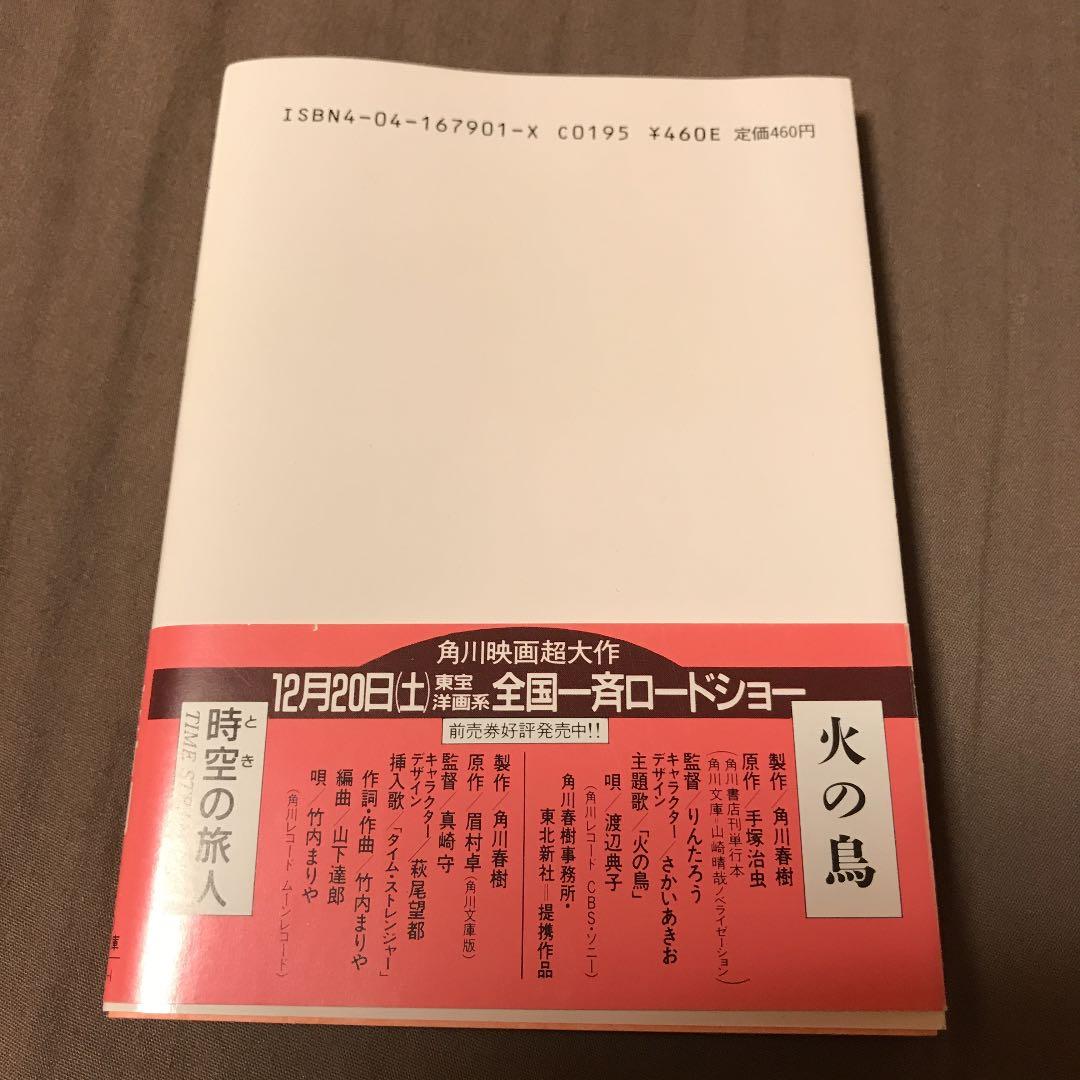 ISBN4-04-167901-X C0195 ¥460E 定価460円
角川映画超大作
12月20日(土)東宝洋画系全国一斉ロードショー
前売券好評発売中!!
火の鳥
製作/角川春樹
原作/手塚治虫
(角川書店刊単行本
角川文庫=山崎晴哉ノベライゼーション)
監督/りんたろう
キャラクター/さかいあきお
デザイン
主題歌/「火の鳥」
唄/渡辺典子
(角川レコード CBS・ソニー)
角川春樹事務所・
東北新社=提携作品
製作/角川春樹
原作/眉村卓(角川文庫版)
監督/真崎守
キャラクター/萩尾望都
デザイン
挿入歌/「タイム・ストレンジャー」
作詞・作曲/竹内まりや
編曲/山下達郎
唄/竹内まりや
(角川レコード ムーンレコード)
時空の旅人
とき
TIME
庫